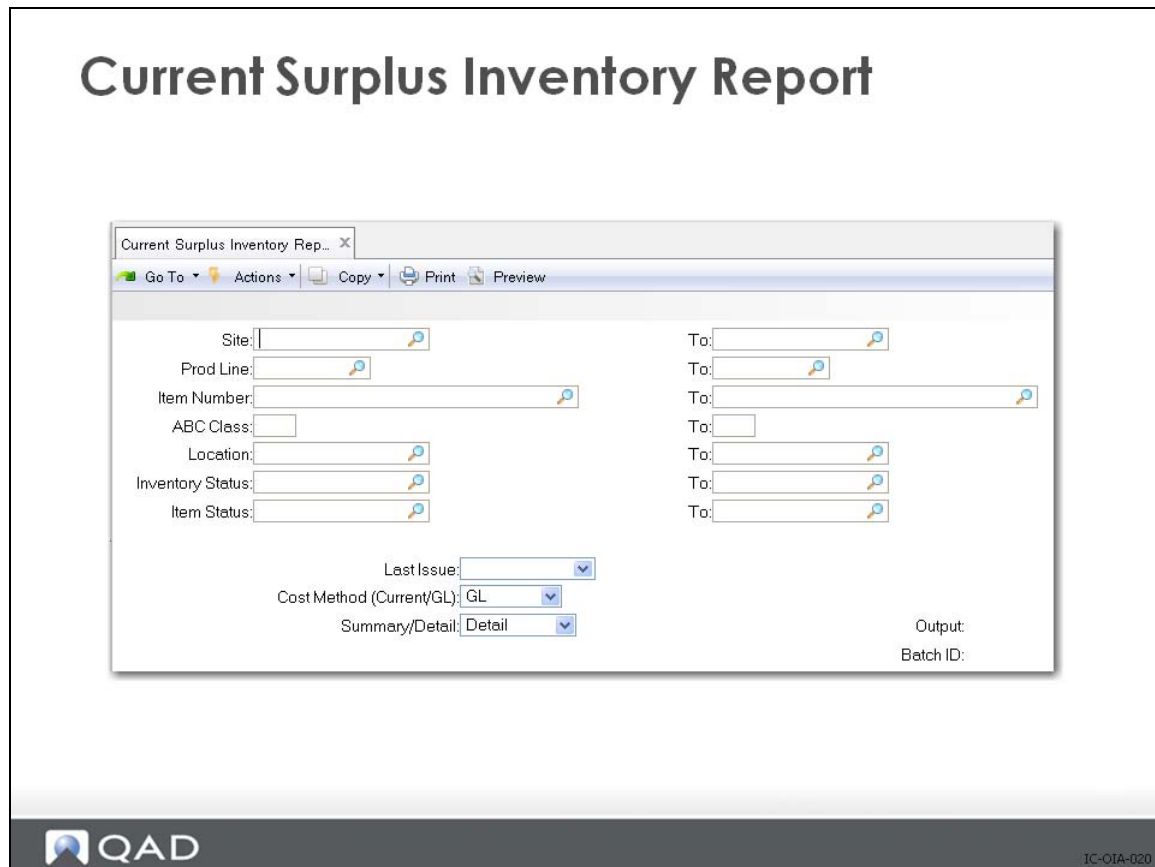 Current Surplus Inventory Report
Current Surplus Inventory Rep... X
Go To Actions Copy Print Preview
Site: To:
Prod Line: To:
Item Number: To:
ABC Class: To:
Location: To:
Inventory Status: To:
Item Status: To:
Last Issue:
Cost Method (Current/GL): GL
Summary/Detail: Detail Output:
Batch ID:
QAD
IC-OIA-020